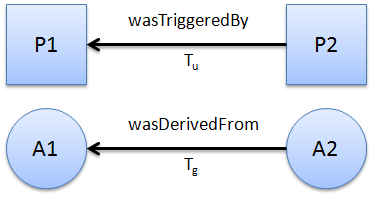 wasTriggeredBy
P1
P2
Tu
wasDerivedFrom
A1
A2
Tg